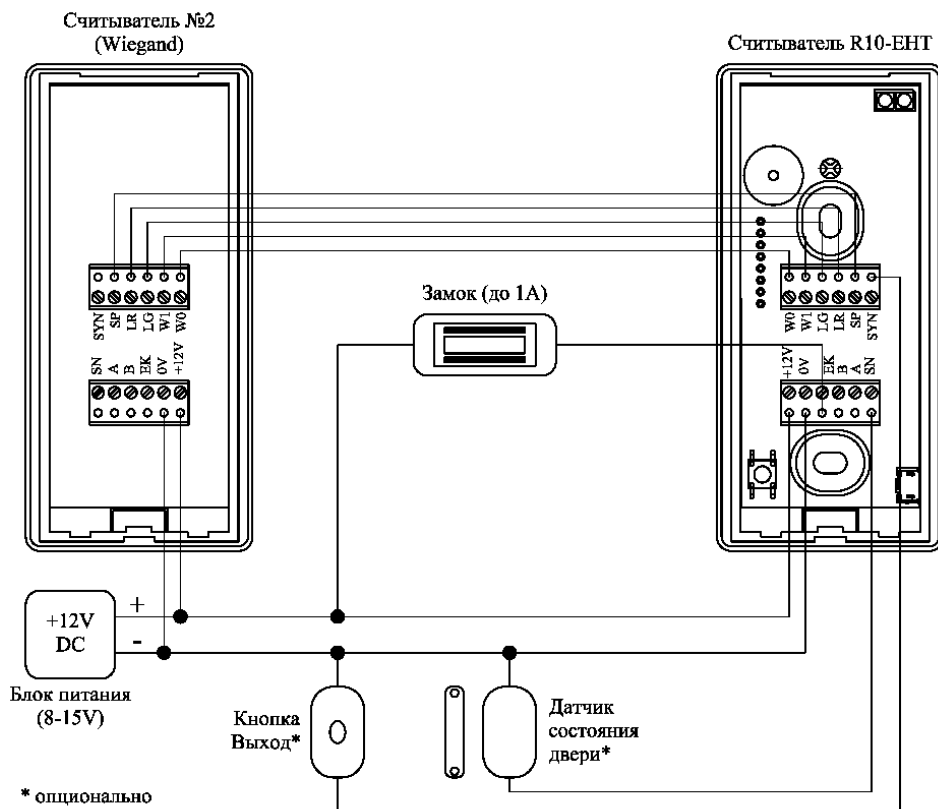 Считыватель №2
(Wiegand)
Считыватель R10-EHT
SYN
SP
LR
LG
W1
W0
SN
A
B
EK
0V
+12V
Замок (до 1А)
W0
W1
LG
LR
SP
SYN
+12V
0V
EK
B
A
SN
+12V
DC
+
-
Блок питания
(8-15V)
Кнопка
Выход*
Датчик
состояния
двери*
* опционально